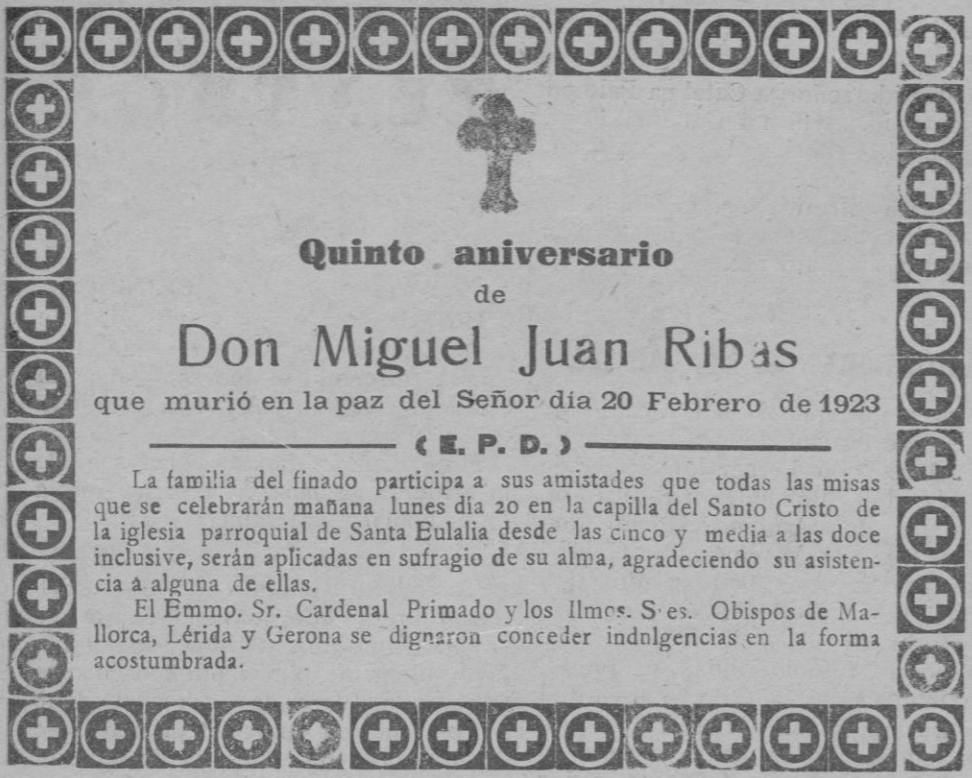 Quinto aniversario
de
Don Miguel Juan Ribas
que murió en la paz del Señor día 20 Febrero de 1923
( E. P. D. )
La familia del finado participa a sus amistades que todas las misas
que se celebrarán mañana lunes día 20 en la capilla del Santo Cristo de
la iglesia parroquial de Santa Eulalia desde las cinco y media a las doce
inclusive, serán aplicadas en sufragio de su alma, agradeciendo su asisten-
cia a alguna de ellas.
El Emmo. Sr. Cardenal Primado y los Ilmos. S es. Obispos de Ma-
llorca, Lérida y Gerona se dignaron conceder indnlgencias en la forma
acostumbrada.